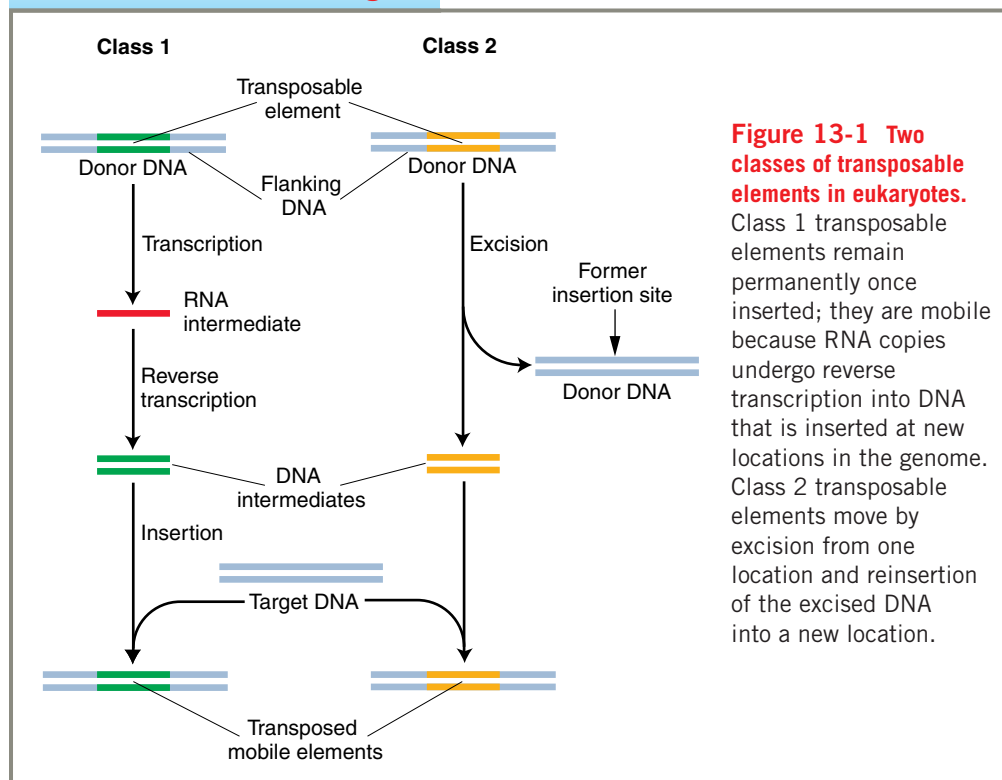 Class 1
Class 2
Transposable
element
Donor DNA
Donor DNA
Flanking
DNA
Transcription
Excision
Former
insertion site
RNA
intermediate
Donor DNA
Reverse
transcription
DNA
intermediates
Insertion
Target DNA
Transposed
mobile elements
Figure 13-1 Two
classes of transposable
elements in eukaryotes.
Class 1 transposable
elements remain
permanently once
inserted; they are mobile
because RNA copies
undergo reverse
transcription into DNA
that is inserted at new
locations in the genome.
Class 2 transposable
elements move by
excision from one
location and reinsertion
of the excised DNA
into a new location.